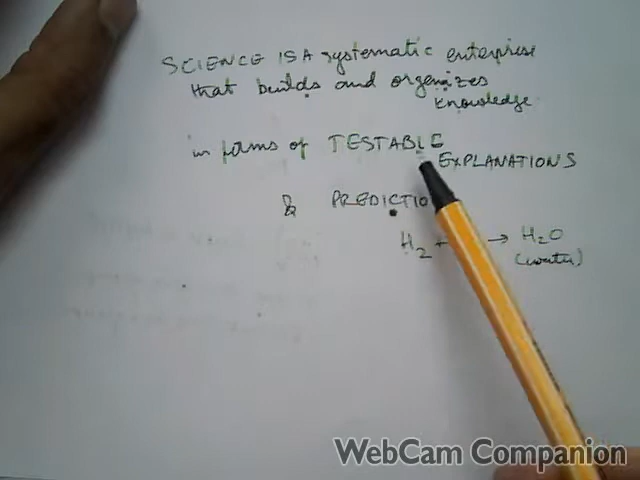 SCIENCE IS A systematic enterprise
that builds and organizes
knowledge
in forms of TESTABLE
EXPLANATIONS
& PREDICTIO
H2 + → H2O
(water)
WebCam Companion